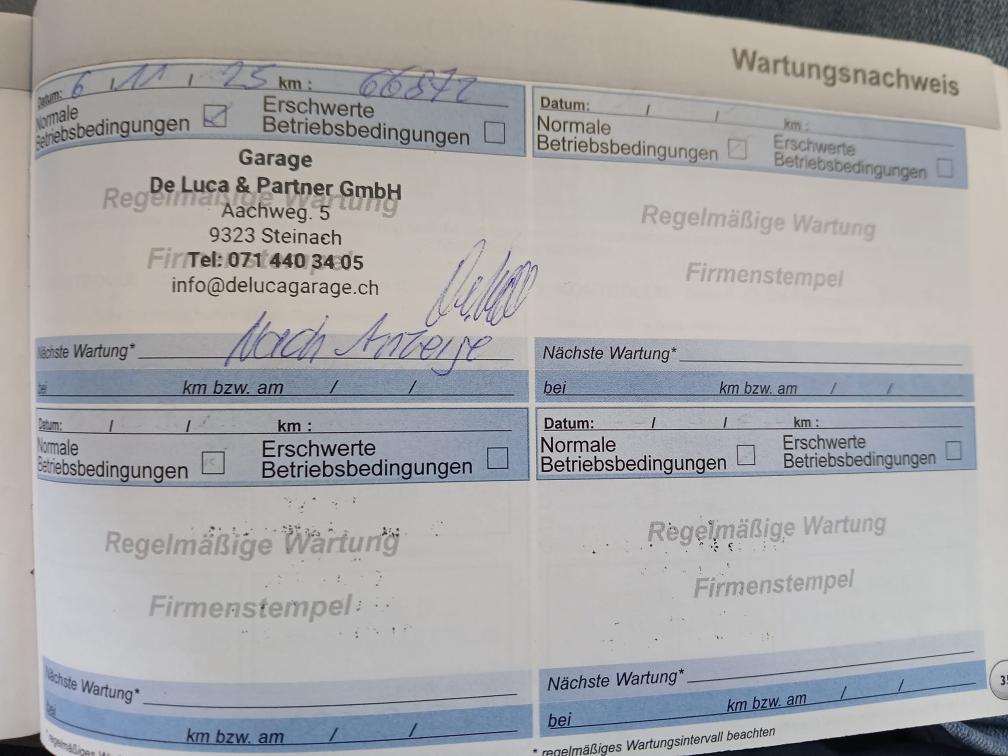 Wartungsnachweis
Datum: 6 / 11 / 25 km : 66872
Normale Betriebsbedingungen ☑ Erschwerte Betriebsbedingungen ☐
Regelmäßige Wartung
Firmenstempel
Garage
De Luca & Partner GmbH
Aachweg. 5
9323 Steinach
Tel: 071 440 34 05
info@delucagarage.ch
Nächste Wartung* Nach Anzeige
bei km bzw. am / /
Datum: / / km :
Normale Betriebsbedingungen ☐ Erschwerte Betriebsbedingungen ☐
Regelmäßige Wartung
Firmenstempel
Nächste Wartung*
bei km bzw. am / /
Datum: / / km :
Normale Betriebsbedingungen ☐ Erschwerte Betriebsbedingungen ☐
Regelmäßige Wartung
Firmenstempel
Nächste Wartung*
bei km bzw. am / /
Datum: / / km :
Normale Betriebsbedingungen ☐ Erschwerte Betriebsbedingungen ☐
Regelmäßige Wartung
Firmenstempel
Nächste Wartung*
bei km bzw. am / /
* regelmäßiges Wartungsintervall beachten